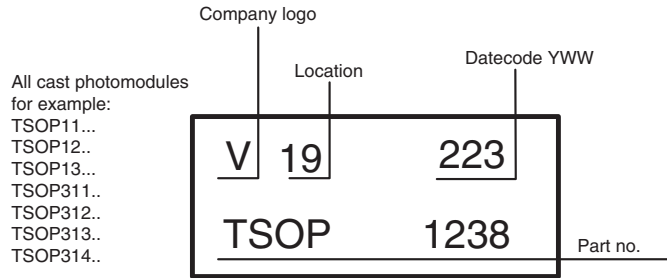 Company logo
Location
Datecode YWW
All cast photomodules
for example:
TSOP11...
TSOP12..
TSOP13...
TSOP311..
TSOP312..
TSOP313..
TSOP314..
V 19 223
TSOP 1238
Part no.